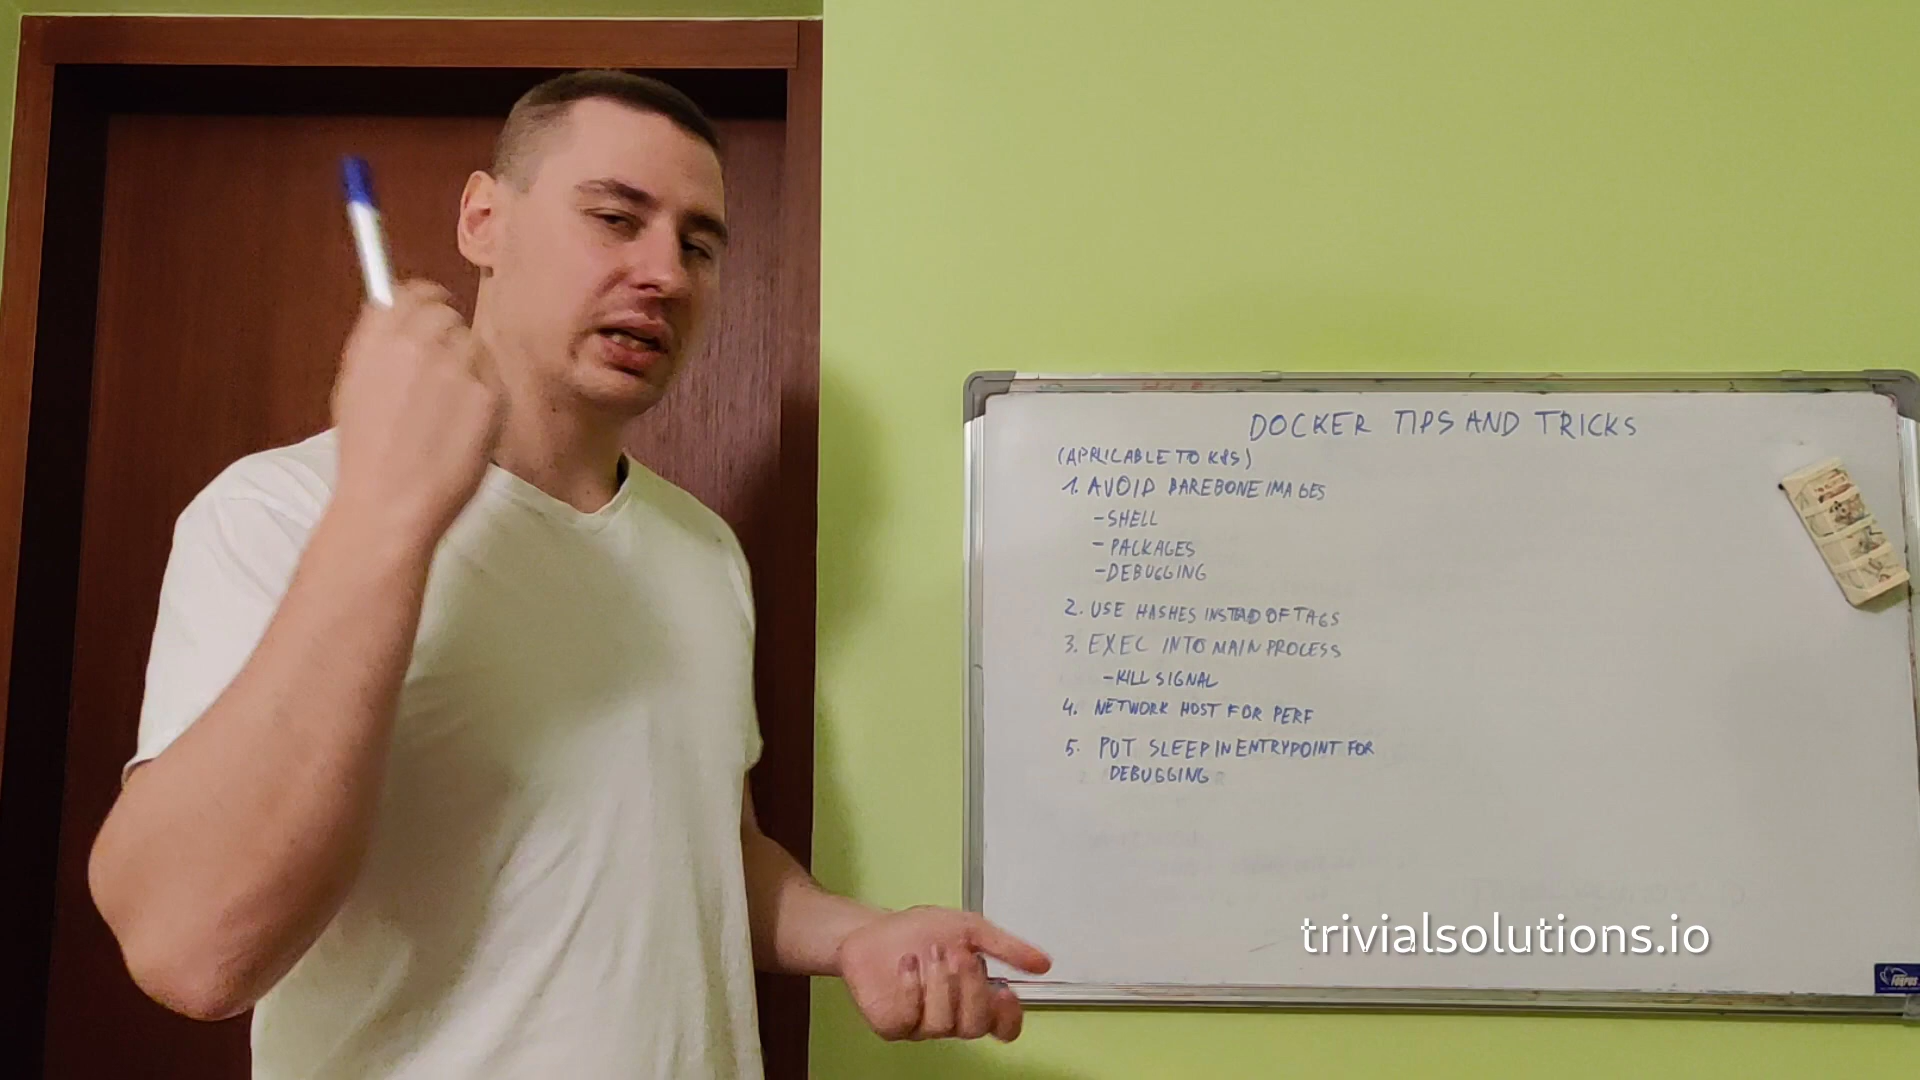 DOCKER TIPS AND TRICKS
(APPLICABLE TO K8S)
1. AVOID BAREBONE IMAGES
-SHELL
- PACKAGES
-DEBUGGING
2. USE HASHES INSTEAD OF TAGS
3. EXEC INTO MAIN PROCESS
-KILL SIGNAL
4. NETWORK HOST FOR PERF
5. PUT SLEEP IN ENTRYPOINT FOR
DEBUGGING
trivialsolutions.io
FORPUS